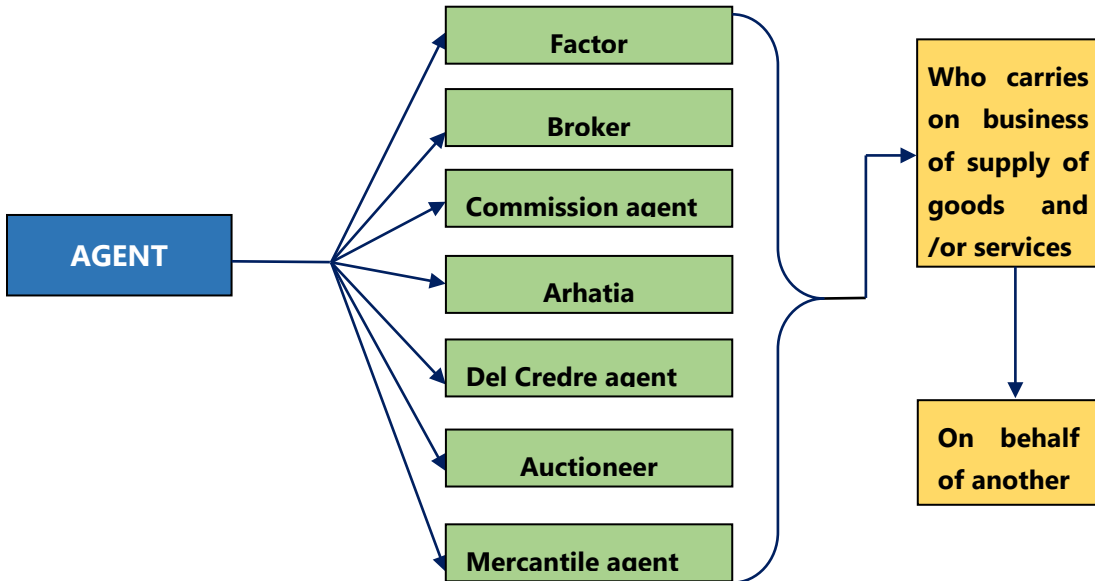 AGENT
Factor
Broker
Commission agent
Arhatia
Del Credre agent
Auctioneer
Mercantile agent
Who carries
on business
of supply of
goods and
/or services
On behalf
of another